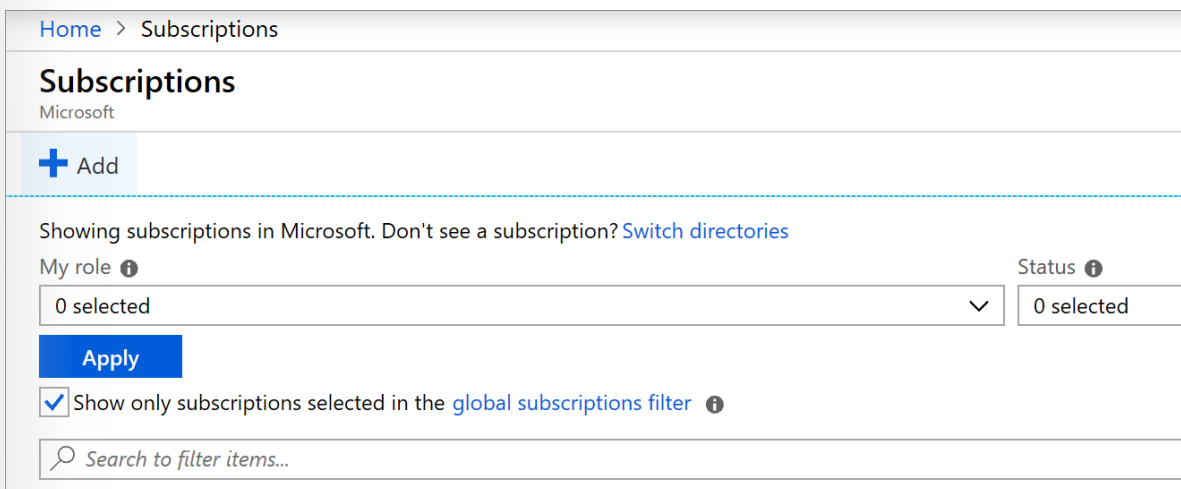 Home > Subscriptions
Subscriptions
Microsoft
Add
Showing subscriptions in Microsoft. Don't see a subscription? Switch directories
My role Status
0 selected 0 selected
Apply
Show only subscriptions selected in the global subscriptions filter
Search to filter items...